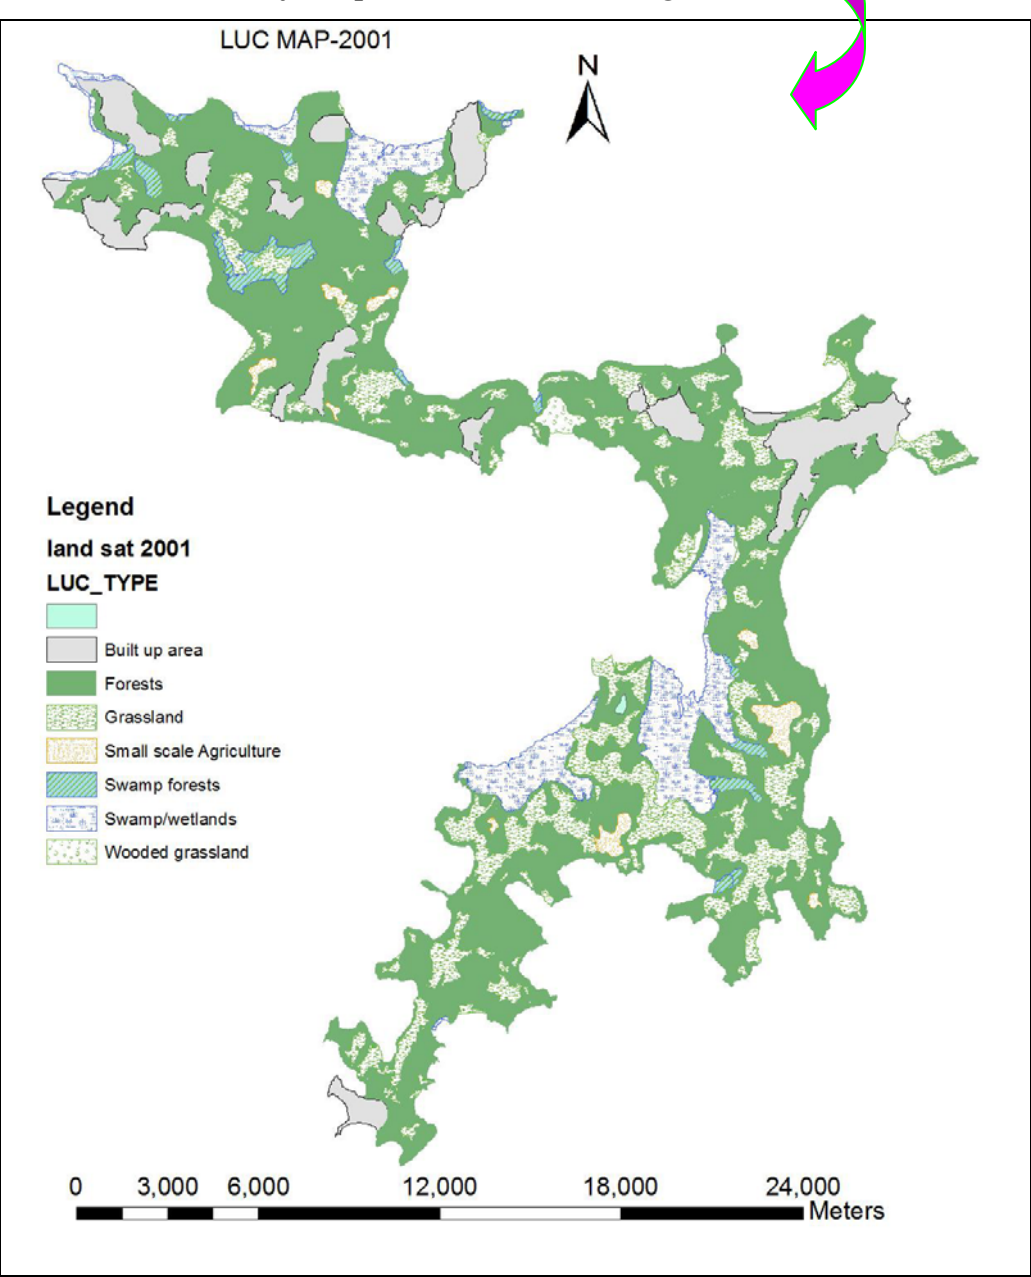 LUC MAP-2001
N
Legend
land sat 2001
LUC_TYPE
Built up area
Forests
Grassland
Small scale Agriculture
Swamp forests
Swamp/wetlands
Wooded grassland
0 3,000 6,000 12,000 18,000 24,000
Meters